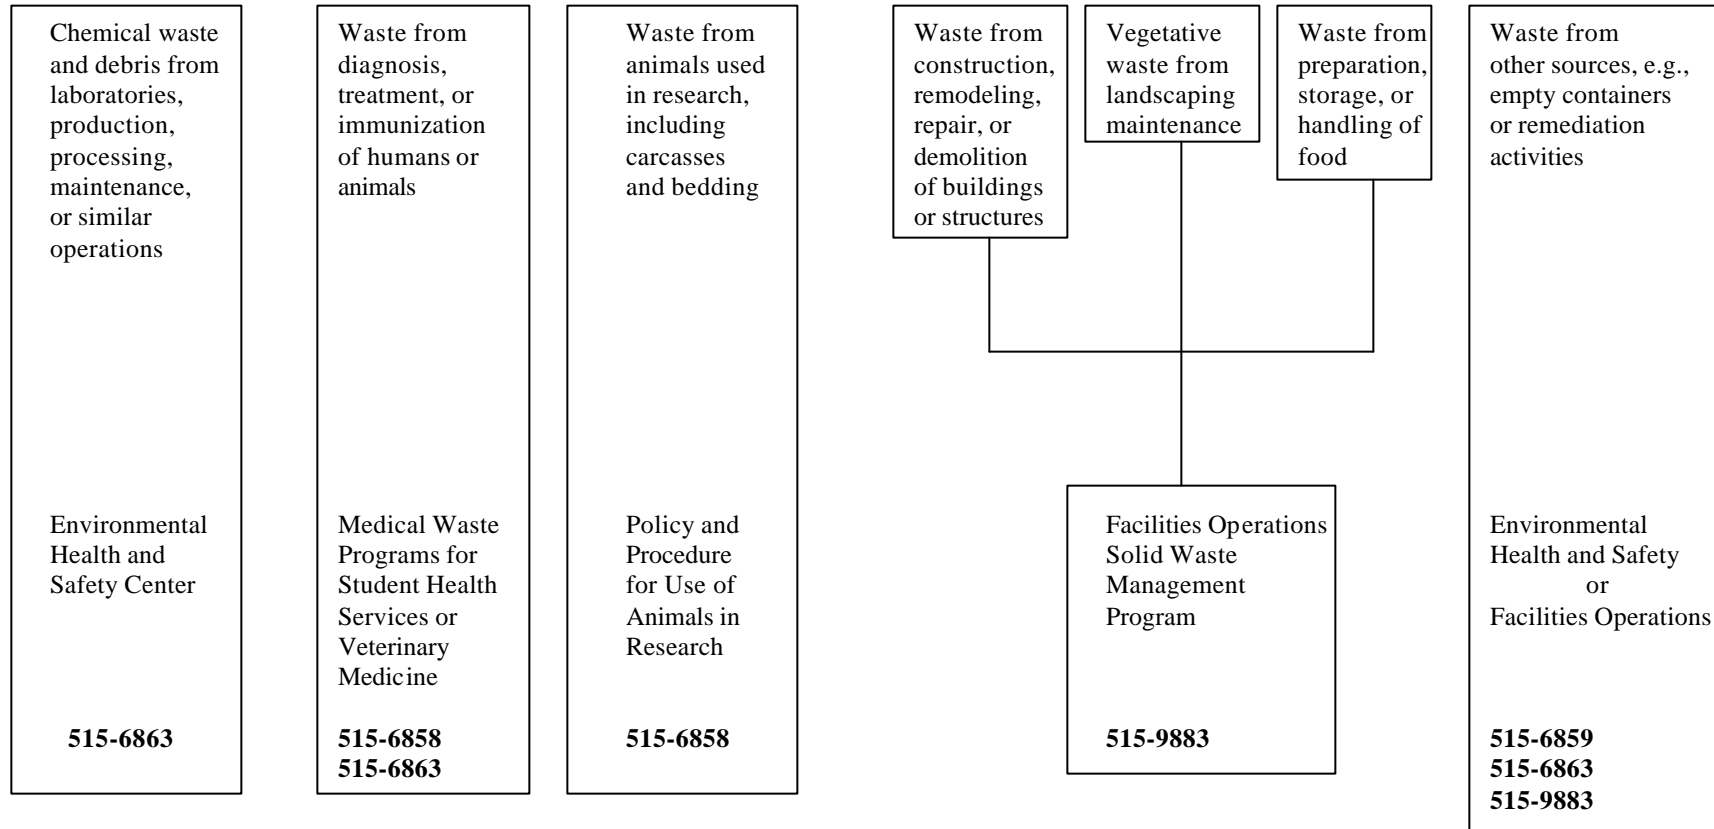 Chemical waste
and debris from
laboratories,
production,
processing,
maintenance,
or similar
operations
Environmental
Health and
Safety Center
515-6863
Waste from
diagnosis,
treatment, or
immunization
of humans or
animals
Medical Waste
Programs for
Student Health
Services or
Veterinary
Medicine
515-6858
515-6863
Waste from
animals used
in research,
including
carcasses
and bedding
Policy and
Procedure
for Use of
Animals in
Research
515-6858
Waste from
construction,
remodeling,
repair, or
demolition
of buildings
or structures
Vegetative
waste from
landscaping
maintenance
Waste from
preparation,
storage, or
handling of
food
Facilities Operations
Solid Waste
Management
Program
515-9883
Waste from
other sources, e.g.,
empty containers
or remediation
activities
Environmental
Health and Safety
or
Facilities Operations
515-6859
515-6863
515-9883